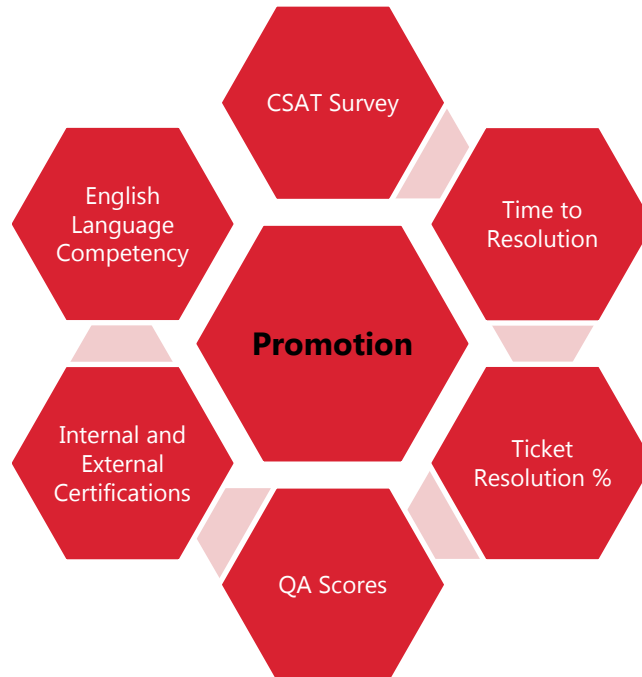 CSAT Survey
Time to
Resolution
Ticket
Resolution %
QA Scores
Internal and
External
Certifications
English
Language
Competency
Promotion